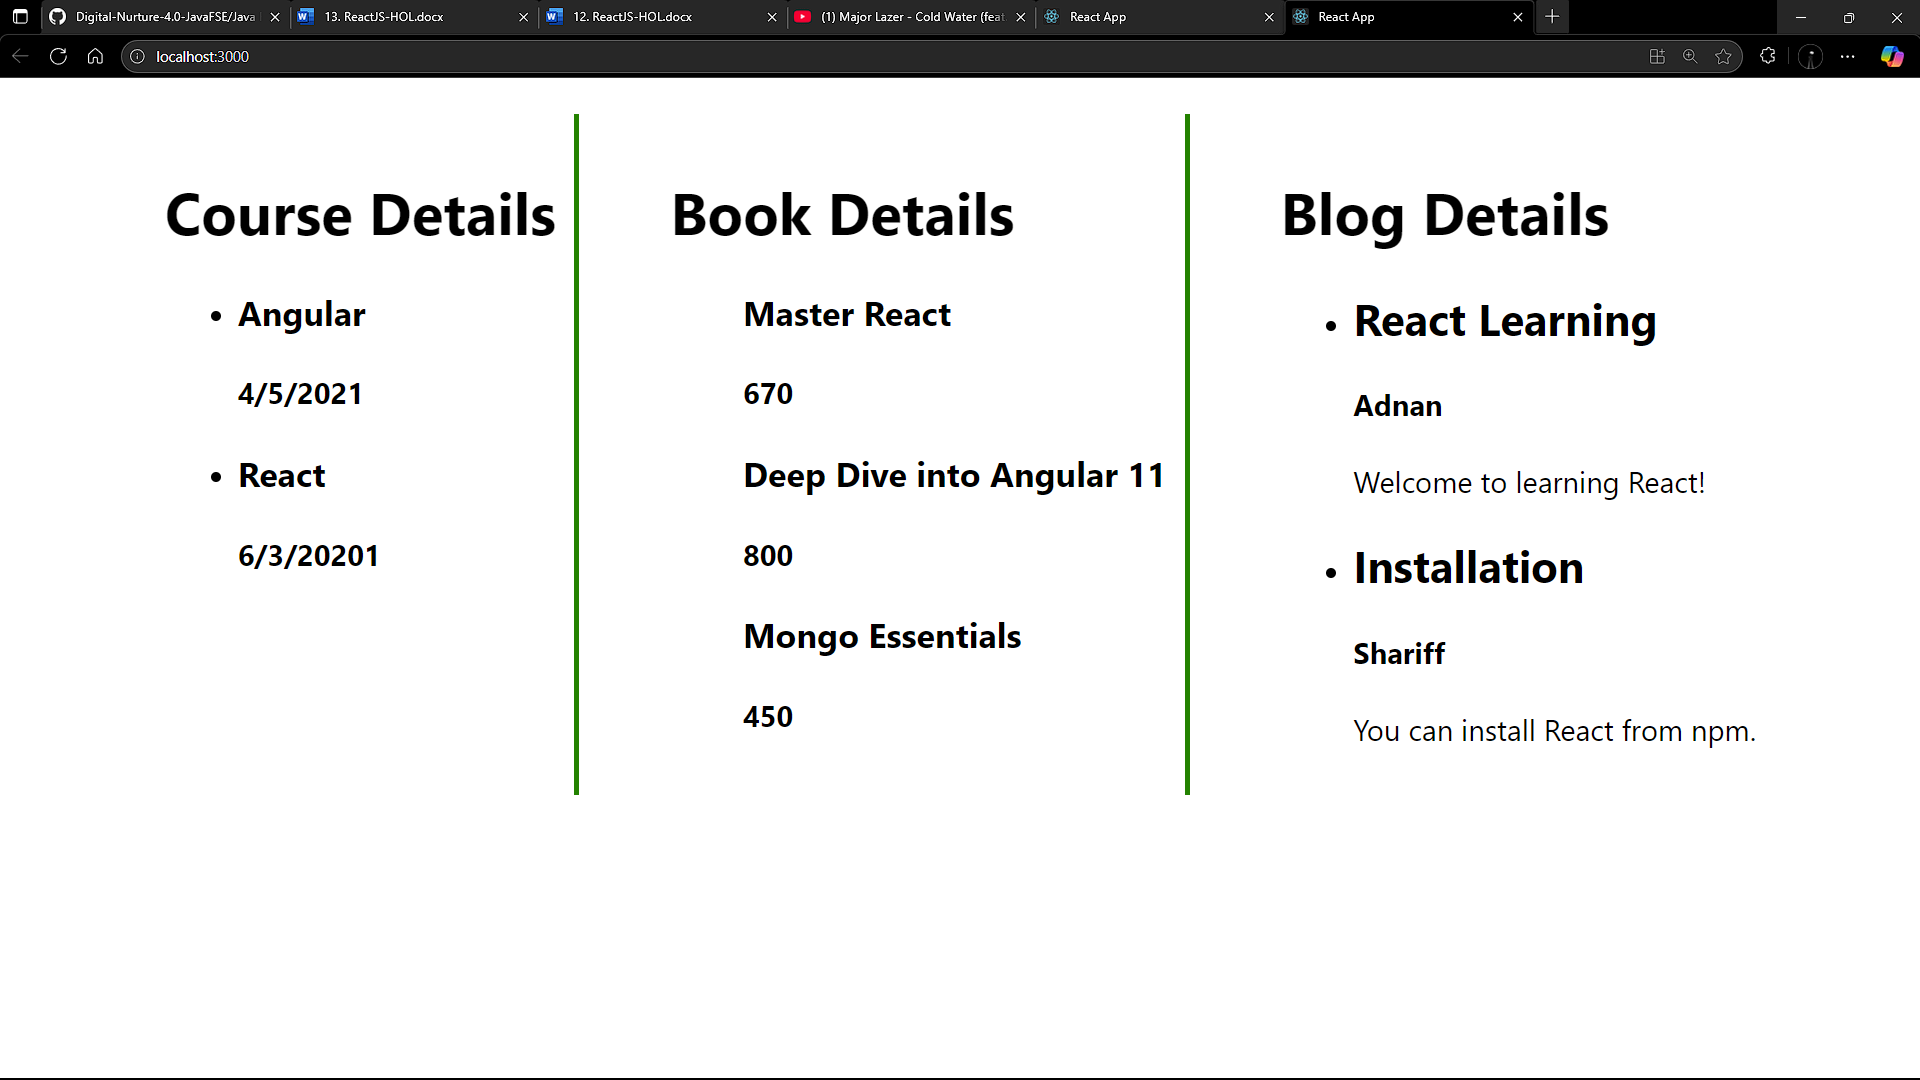 Digital-Nurture-4.0-JavaFSE/Java
13. ReactJS-HOL.docx
12. ReactJS-HOL.docx
(1) Major Lazer - Cold Water (feat
React App
React App
localhost:3000
Course Details
• Angular
4/5/2021
• React
6/3/20201
Book Details
Master React
670
Deep Dive into Angular 11
800
Mongo Essentials
450
Blog Details
• React Learning
Adnan
Welcome to learning React!
• Installation
Shariff
You can install React from npm.